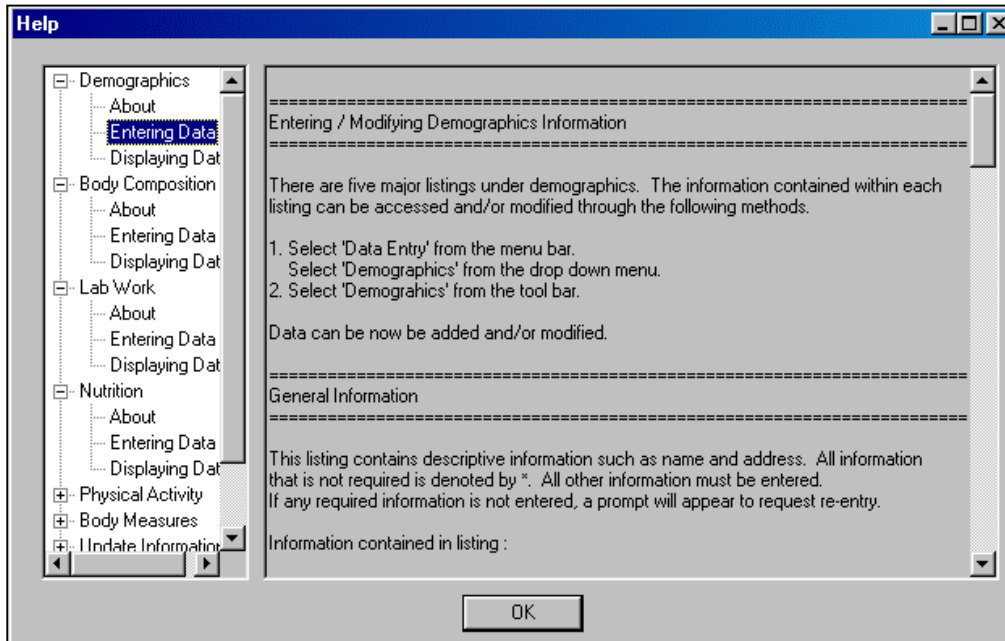 Help
Demographics
About
Entering Data
Displaying Dat
Body Composition
About
Entering Data
Displaying Dat
Lab Work
About
Entering Data
Displaying Dat
Nutrition
About
Entering Data
Displaying Dat
Physical Activity
Body Measures
Update Information
==============================================================================
Entering / Modifying Demographics Information
==============================================================================
There are five major listings under demographics.  The information contained within each
listing can be accessed and/or modified through the following methods.
1. Select 'Data Entry' from the menu bar.
Select 'Demographics' from the drop down menu.
2. Select 'Demograhics' from the tool bar.
Data can be now be added and/or modified.
==============================================================================
General Information
==============================================================================
This listing contains descriptive information such as name and address.  All information
that is not required is denoted by *.  All other information must be entered.
If any required information is not entered, a prompt will appear to request re-entry.
Information contained in listing :
OK